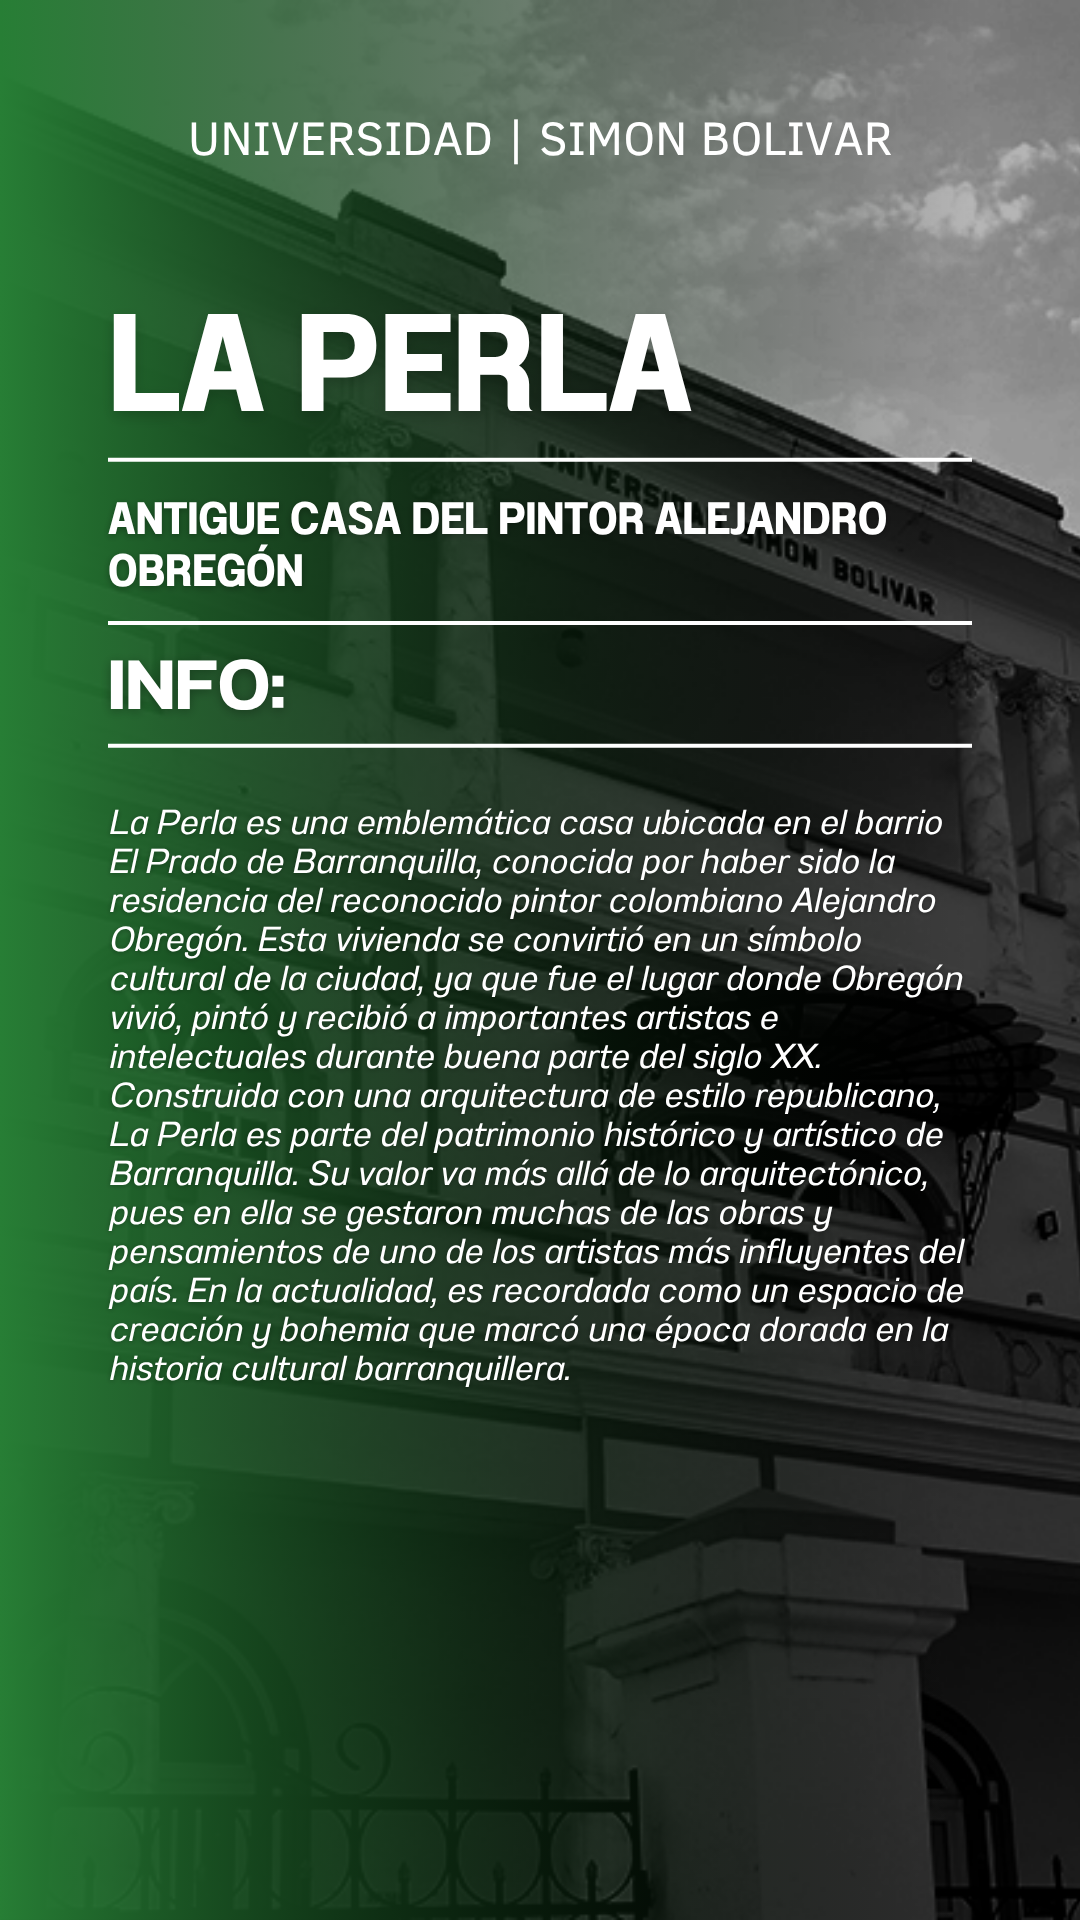 UNIVERSIDAD | SIMON BOLIVAR
LA PERLA
UNIVERSIDAD SIMON BOLIVAR
ANTIGUE CASA DEL PINTOR ALEJANDRO
OBREGÓN
INFO:
La Perla es una emblemática casa ubicada en el barrio
El Prado de Barranquilla, conocida por haber sido la
residencia del reconocido pintor colombiano Alejandro
Obregón. Esta vivienda se convirtió en un símbolo
cultural de la ciudad, ya que fue el lugar donde Obregón
vivió, pintó y recibió a importantes artistas e
intelectuales durante buena parte del siglo XX.
Construida con una arquitectura de estilo republicano,
La Perla es parte del patrimonio histórico y artístico de
Barranquilla. Su valor va más allá de lo arquitectónico,
pues en ella se gestaron muchas de las obras y
pensamientos de uno de los artistas más influyentes del
país. En la actualidad, es recordada como un espacio de
creación y bohemia que marcó una época dorada en la
historia cultural barranquillera.